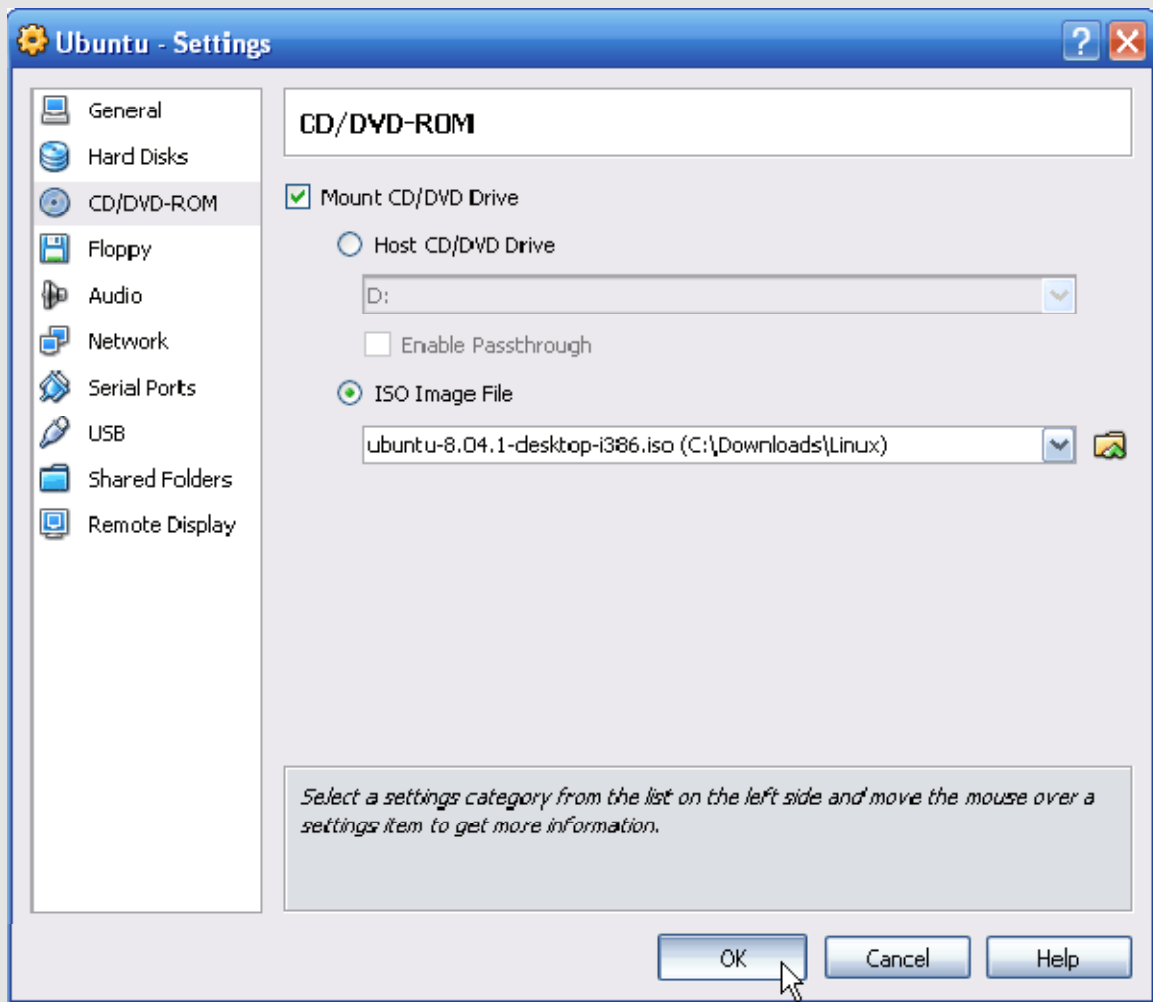 Ubuntu - Settings
General
Hard Disks
CD/DVD-ROM
Floppy
Audio
Network
Serial Ports
USB
Shared Folders
Remote Display
CD/DVD-ROM
Mount CD/DVD Drive
Host CD/DVD Drive
D:
Enable Passthrough
ISO Image File
ubuntu-8.04.1-desktop-i386.iso (C:\Downloads\Linux)
Select a settings category from the list on the left side and move the mouse over a
settings item to get more information.
OK
Cancel
Help